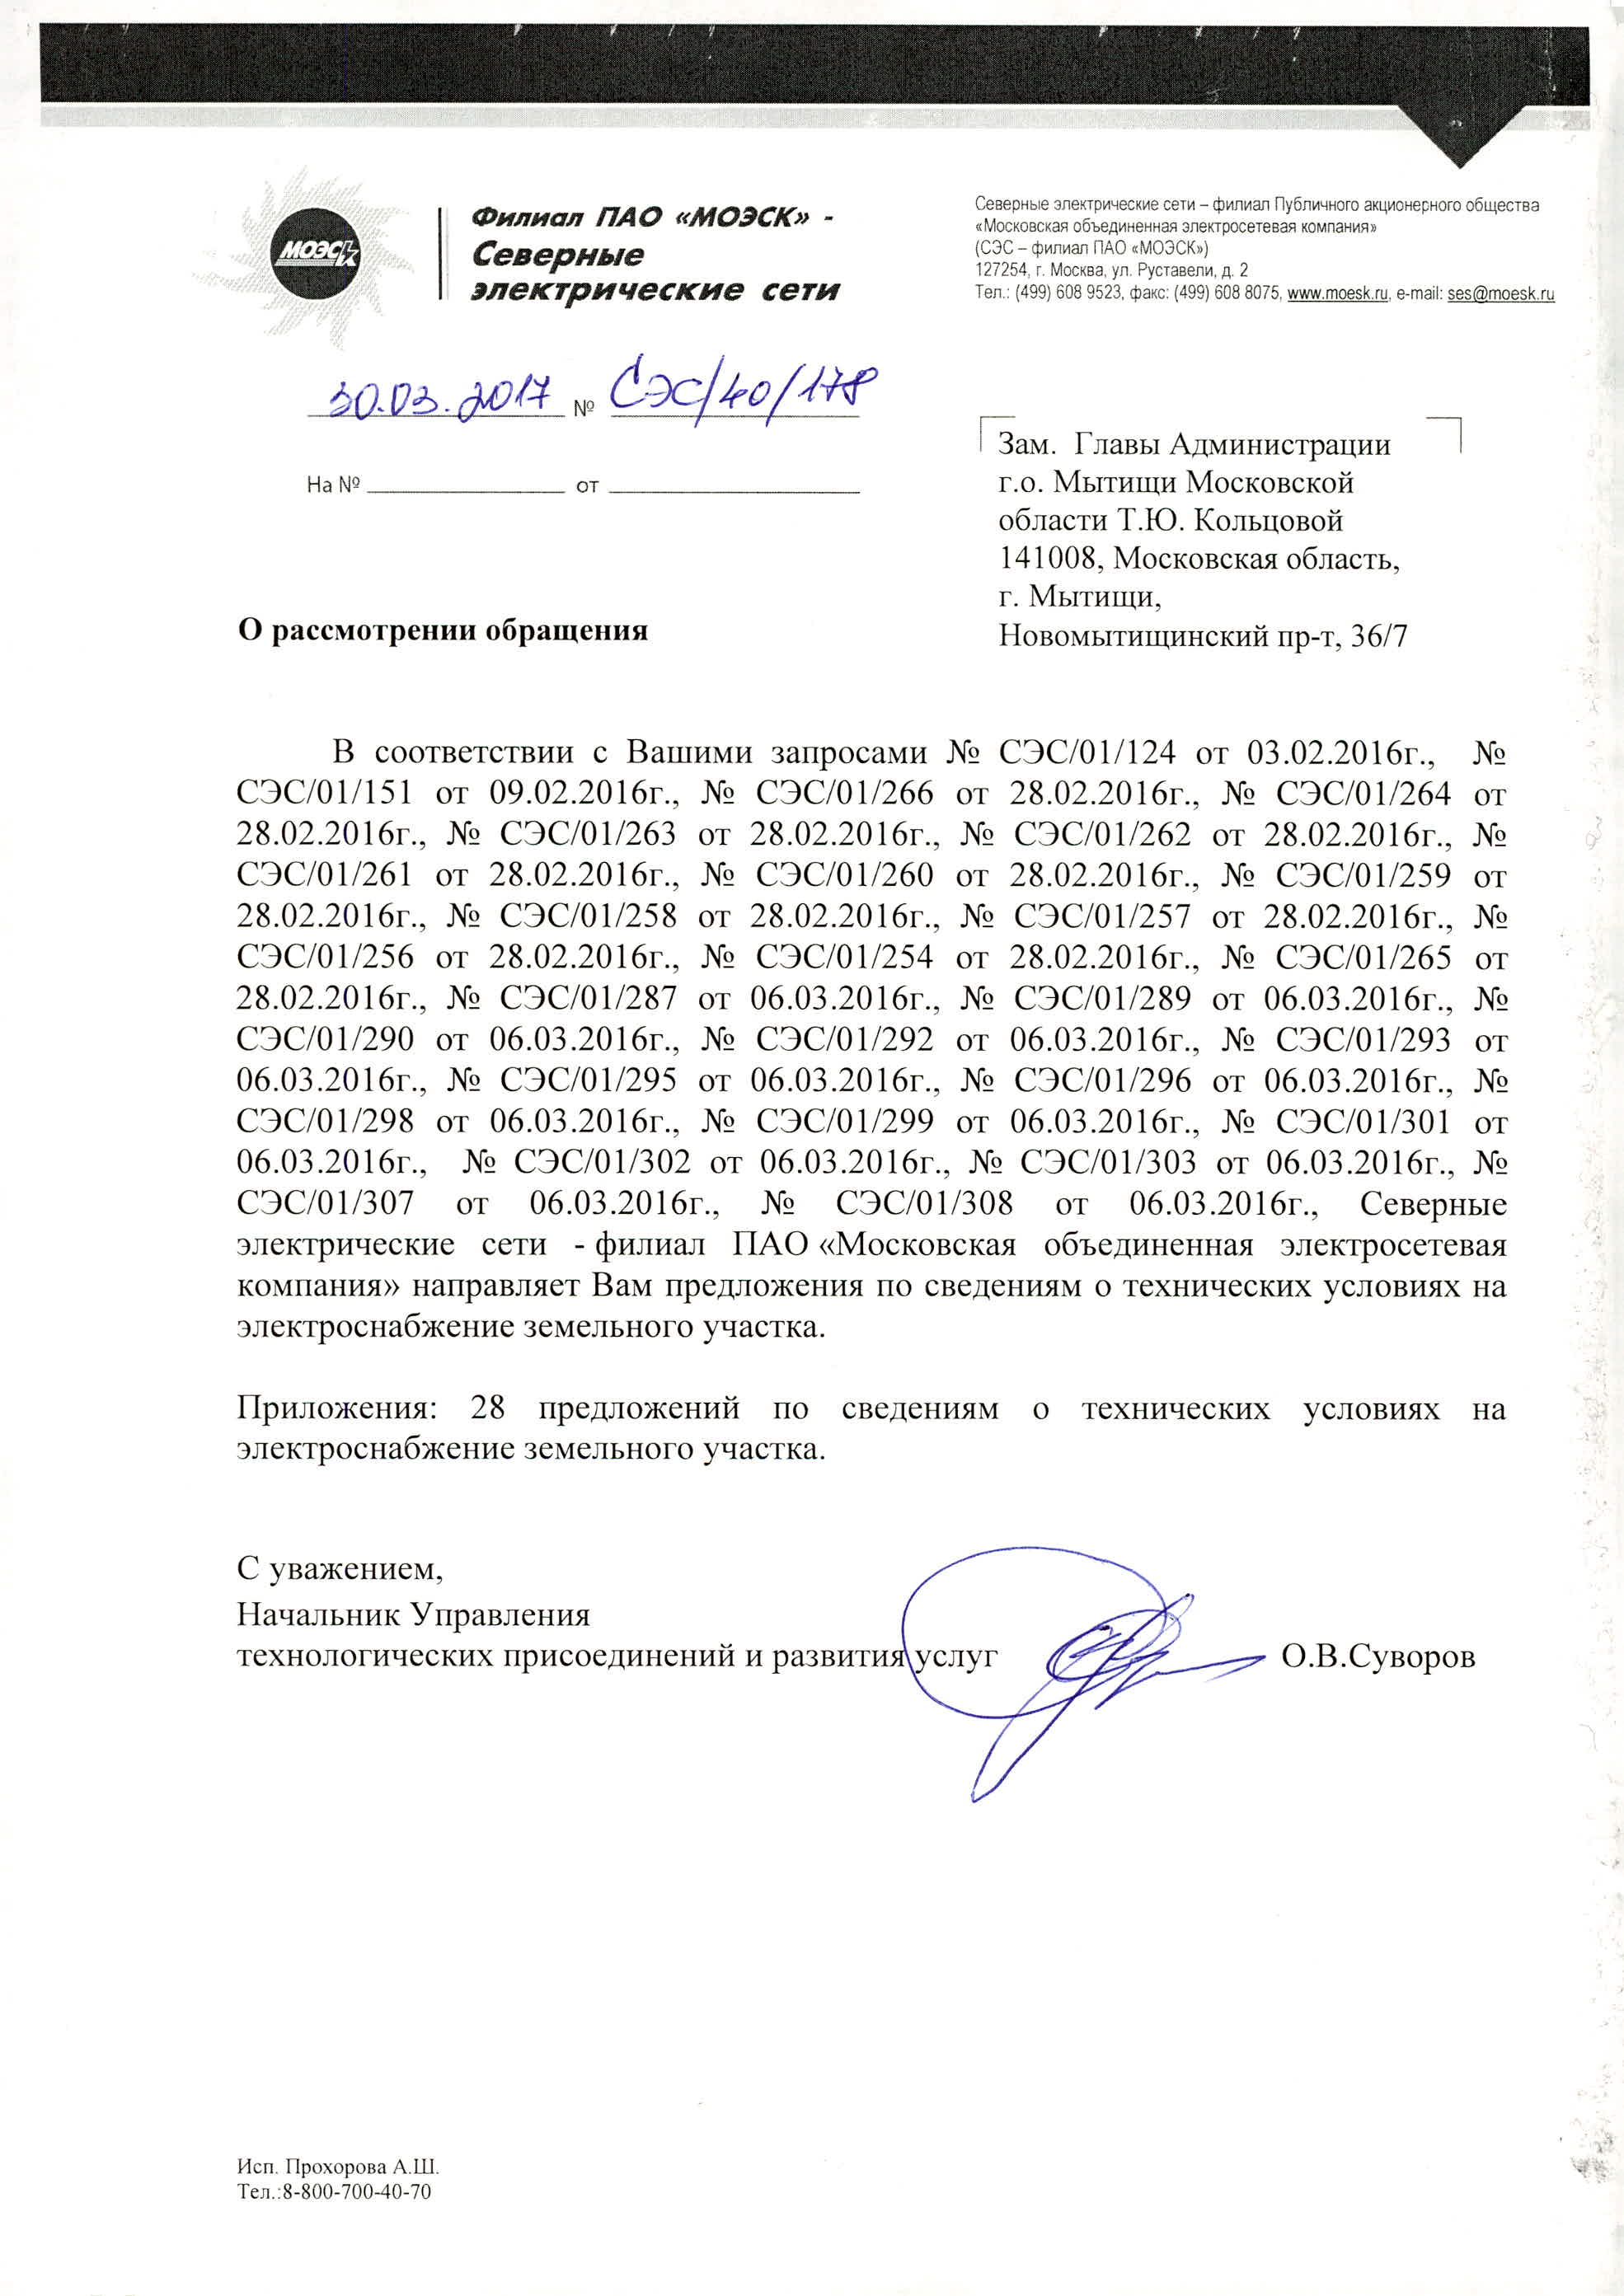 МОЭСК
Филиал ПАО «МОЭСК» -
Северные
электрические сети
Северные электрические сети – филиал Публичного акционерного общества
«Московская объединенная электросетевая компания»
(СЭС – филиал ПАО «МОЭСК»)
127254, г. Москва, ул. Руставели, д. 2
Тел.: (499) 608 9523, факс: (499) 608 8075, www.moesk.ru, e-mail: ses@moesk.ru
30.03.2017 № СЭС/40/178
На № от
Зам. Главы Администрации
г.о. Мытищи Московской
области Т.Ю. Кольцовой
141008, Московская область,
г. Мытищи,
Новомытищинский пр-т, 36/7
О рассмотрении обращения
В соответствии с Вашими запросами № СЭС/01/124 от 03.02.2016г., №
СЭС/01/151 от 09.02.2016г., № СЭС/01/266 от 28.02.2016г., № СЭС/01/264 от
28.02.2016г., № СЭС/01/263 от 28.02.2016г., № СЭС/01/262 от 28.02.2016г., №
СЭС/01/261 от 28.02.2016г., № СЭС/01/260 от 28.02.2016г., № СЭС/01/259 от
28.02.2016г., № СЭС/01/258 от 28.02.2016г., № СЭС/01/257 от 28.02.2016г., №
СЭС/01/256 от 28.02.2016г., № СЭС/01/254 от 28.02.2016г., № СЭС/01/265 от
28.02.2016г., № СЭС/01/287 от 06.03.2016г., № СЭС/01/289 от 06.03.2016г., №
СЭС/01/290 от 06.03.2016г., № СЭС/01/292 от 06.03.2016г., № СЭС/01/293 от
06.03.2016г., № СЭС/01/295 от 06.03.2016г., № СЭС/01/296 от 06.03.2016г., №
СЭС/01/298 от 06.03.2016г., № СЭС/01/299 от 06.03.2016г., № СЭС/01/301 от
06.03.2016г., № СЭС/01/302 от 06.03.2016г., № СЭС/01/303 от 06.03.2016г., №
СЭС/01/307 от 06.03.2016г., № СЭС/01/308 от 06.03.2016г., Северные
электрические сети - филиал ПАО «Московская объединенная электросетевая
компания» направляет Вам предложения по сведениям о технических условиях на
электроснабжение земельного участка.
Приложения: 28 предложений по сведениям о технических условиях на
электроснабжение земельного участка.
С уважением,
Начальник Управления
технологических присоединений и развития услуг О.В.Суворов
Исп. Прохорова А.Ш.
Тел.:8-800-700-40-70